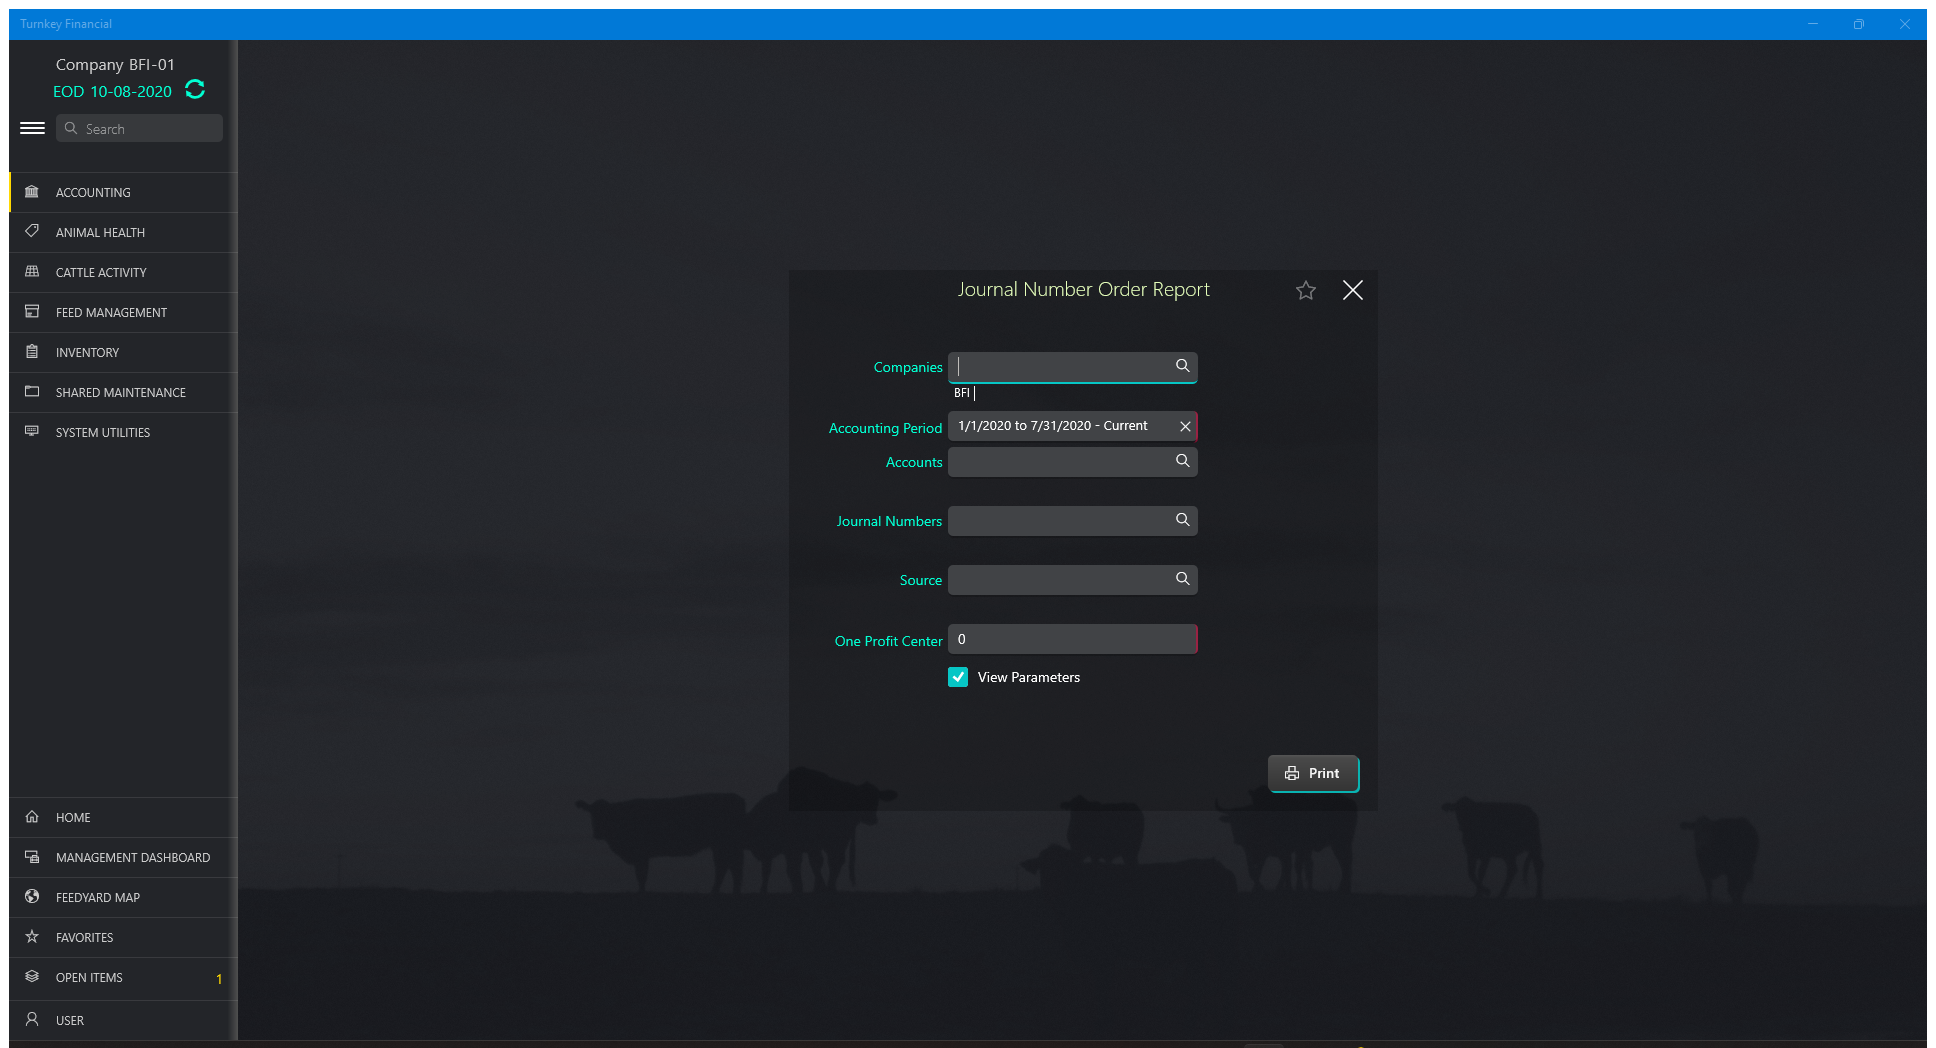 Turnkey Financial
Company BFI-01
EOD 10-08-2020
Search
ACCOUNTING
ANIMAL HEALTH
CATTLE ACTIVITY
FEED MANAGEMENT
INVENTORY
SHARED MAINTENANCE
SYSTEM UTILITIES
HOME
MANAGEMENT DASHBOARD
FEEDYARD MAP
FAVORITES
OPEN ITEMS 1
USER
Journal Number Order Report
Companies
BFI |
Accounting Period 1/1/2020 to 7/31/2020 - Current
Accounts
Journal Numbers
Source
One Profit Center 0
View Parameters
Print